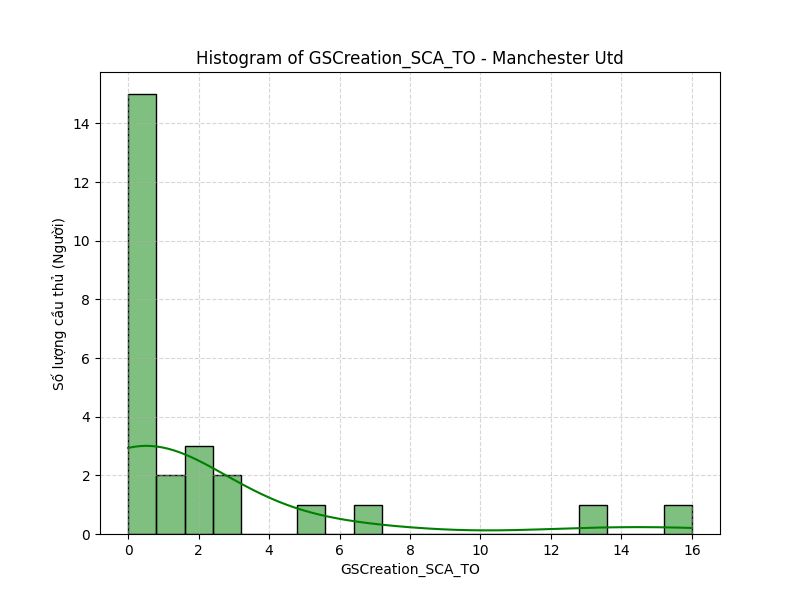 Histogram of GSCreation_SCA_TO - Manchester Utd
Số lượng cầu thủ (Người)
14
12
10
8
6
4
2
0
0 2 4 6 8 10 12 14 16
GSCreation_SCA_TO